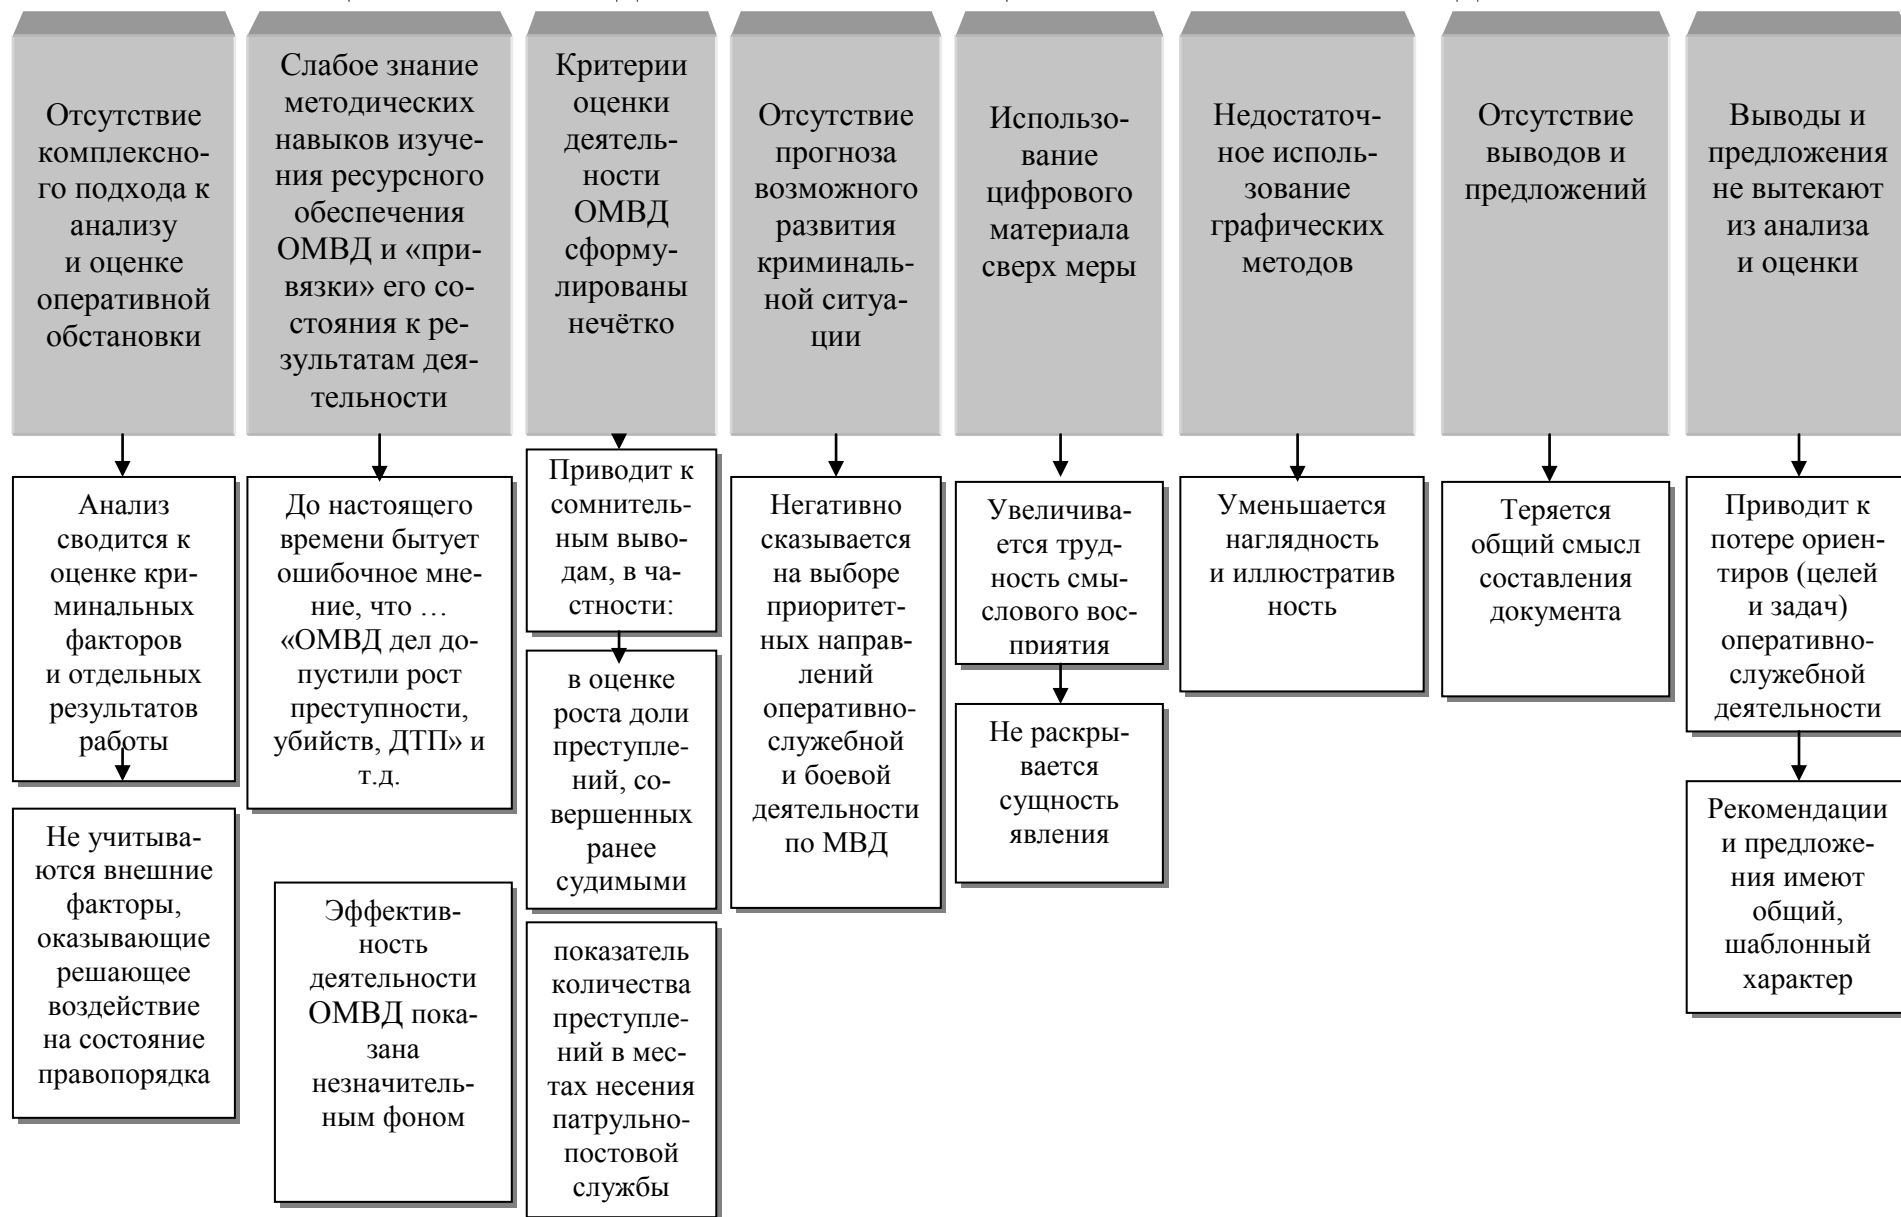 Отсутствие
комплексно-
го подхода к
анализу
и оценке
оперативной
обстановки
Слабое знание
методических
навыков изуче-
ния ресурсного
обеспечения
ОМВД и «при-
вязки» его со-
стояния к ре-
зультатам дея-
тельности
Критерии
оценки
деятель-
ности
ОМВД
сформу-
лированы
нечётко
Отсутствие
прогноза
возможного
развития
криминаль-
ной ситуа-
ции
Использо-
вание
цифрового
материала
сверх меры
Недостаточ-
ное исполь-
зование
графических
методов
Отсутствие
выводов и
предложений
Выводы и
предложения
не вытекают
из анализа
и оценки
Анализ
сводится к
оценке кри-
минальных
факторов
и отдельных
результатов
работы
До настоящего
времени бытует
ошибочное мне-
ние, что …
«ОМВД дел до-
пустили рост
преступности,
убийств, ДТП» и
т.д.
Приводит к
сомнитель-
ным выво-
дам, в ча-
стности:
Негативно
сказывается
на выборе
приоритет-
ных направ-
лений
оперативно-
служебной
и боевой
деятельности
по МВД
Увеличива-
ется труд-
ность смы-
слового вос-
приятия
Уменьшается
наглядность
и иллюстратив
ность
Теряется
общий смысл
составления
документа
Приводит к
потере ориен-
тиров (целей
и задач)
оперативно-
служебной
деятельности
Не учитыва-
ются внешние
факторы,
оказывающие
решающее
воздействие
на состояние
правопорядка
Эффектив-
ность
деятельности
ОМВД пока-
зана
незначитель-
ным фоном
в оценке
роста доли
преступле-
ний, со-
вершенных
ранее
судимыми
показатель
количества
преступле-
ний в мес-
тах несения
патрульно-
постовой
службы
Не раскры-
вается
сущность
явления
Рекомендации
и предложе-
ния имеют
общий,
шаблонный
характер